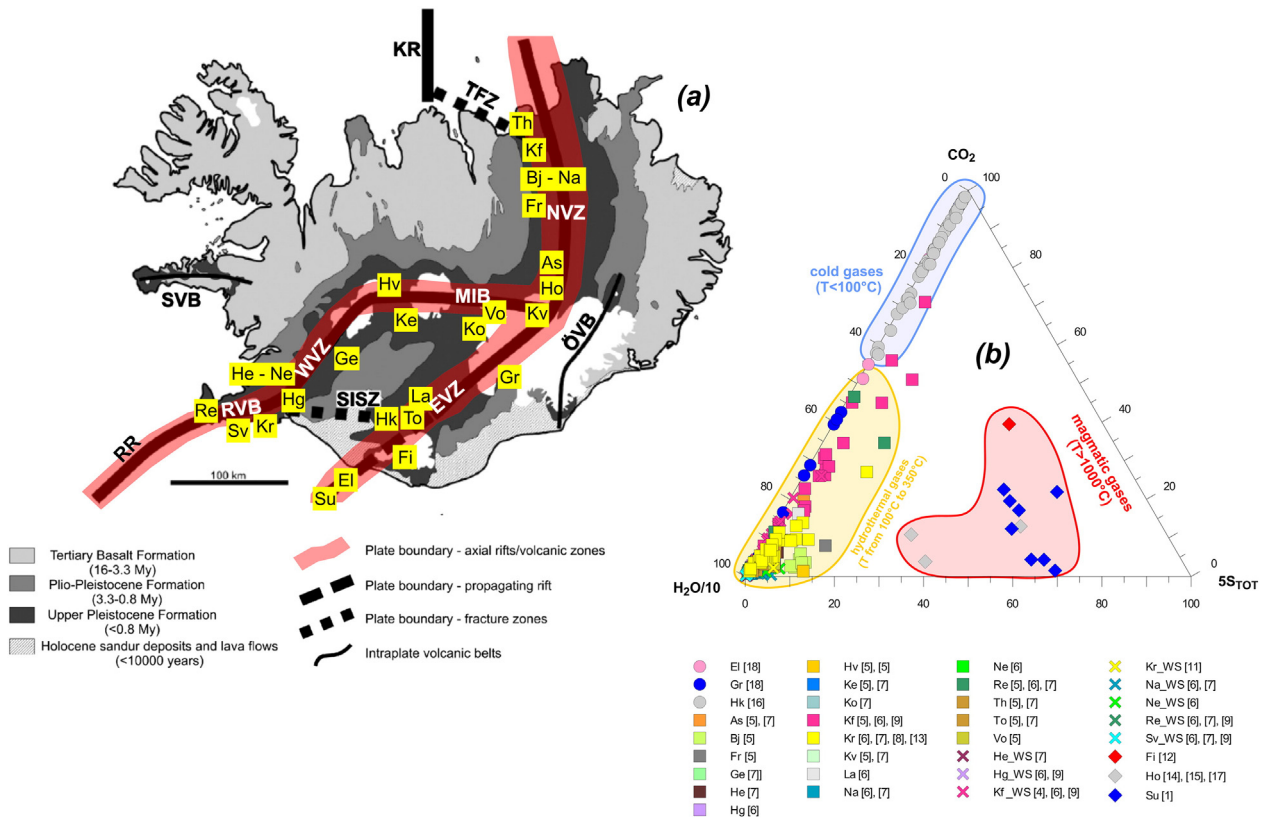 (a)
KR
TFZ
Th
Kf
Bj - Na
Fr
NVZ
As
Ho
Hv
MIB
Vo
Kv
Ke
Ko
ÖVB
SVB
WVZ
Ge
He - Ne
Gr
Hg
SISZ
La
EVZ
Re
RVB
Hk
To
Sv
Kr
Fi
RR
El
Su
100 km
Tertiary Basalt Formation
(16-3.3 My)
Plio-Pleistocene Formation
(3.3-0.8 My)
Upper Pleistocene Formation
(<0.8 My)
Holocene sandur deposits and lava flows
(<10000 years)
Plate boundary - axial rifts/volcanic zones
Plate boundary - propagating rift
Plate boundary - fracture zones
Intraplate volcanic belts
(b)
CO2
0
100
20
80
40
60
60
40
80
20
100
0
H2O/10
5STOT
0
20
40
60
80
100
cold gases
(T<100°C)
hydrothermal gases
(T from 100°C to 350°C)
magmatic gases
(T>1000°C)
El [18]
Gr [18]
Hk [16]
As [5], [7]
Bj [5]
Fr [5]
Ge [7]]
He [7]
Hg [6]
Hv [5], [5]
Ke [5], [7]
Ko [7]
Kf [5], [6], [9]
Kr [6], [7], [8], [13]
Kv [5], [7]
La [6]
Na [6], [7]
Ne [6]
Re [5], [6], [7]
Th [5], [7]
To [5], [7]
Vo [5]
He_WS [7]
Hg_WS [6], [9]
Kf_WS [4], [6], [9]
Kr_WS [11]
Na_WS [6], [7]
Ne_WS [6]
Re_WS [6], [7], [9]
Sv_WS [6], [7], [9]
Fi [12]
Ho [14], [15], [17]
Su [1]